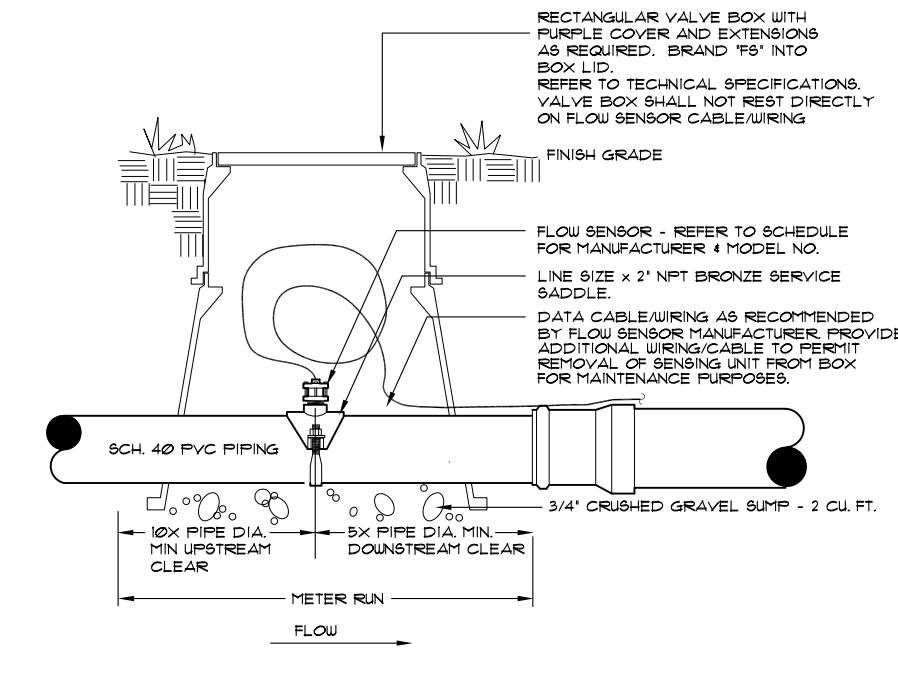 RECTANGULAR VALVE BOX WITH
PURPLE COVER AND EXTENSIONS
AS REQUIRED. BRAND "FS" INTO
BOX LID.
REFER TO TECHNICAL SPECIFICATIONS.
VALVE BOX SHALL NOT REST DIRECTLY
ON FLOW SENSOR CABLE/WIRING
FINISH GRADE
FLOW SENSOR - REFER TO SCHEDULE
FOR MANUFACTURER & MODEL NO.
LINE SIZE x 2" NPT BRONZE SERVICE
SADDLE.
DATA CABLE/WIRING AS RECOMMENDED
BY FLOW SENSOR MANUFACTURER. PROVIDE
ADDITIONAL WIRING/CABLE TO PERMIT
REMOVAL OF SENSING UNIT FROM BOX
FOR MAINTENANCE PURPOSES.
SCH. 40 PVC PIPING
3/4" CRUSHED GRAVEL SUMP - 2 CU. FT.
10X PIPE DIA.
MIN UPSTREAM
CLEAR
5X PIPE DIA. MIN.
DOWNSTREAM CLEAR
METER RUN
FLOW